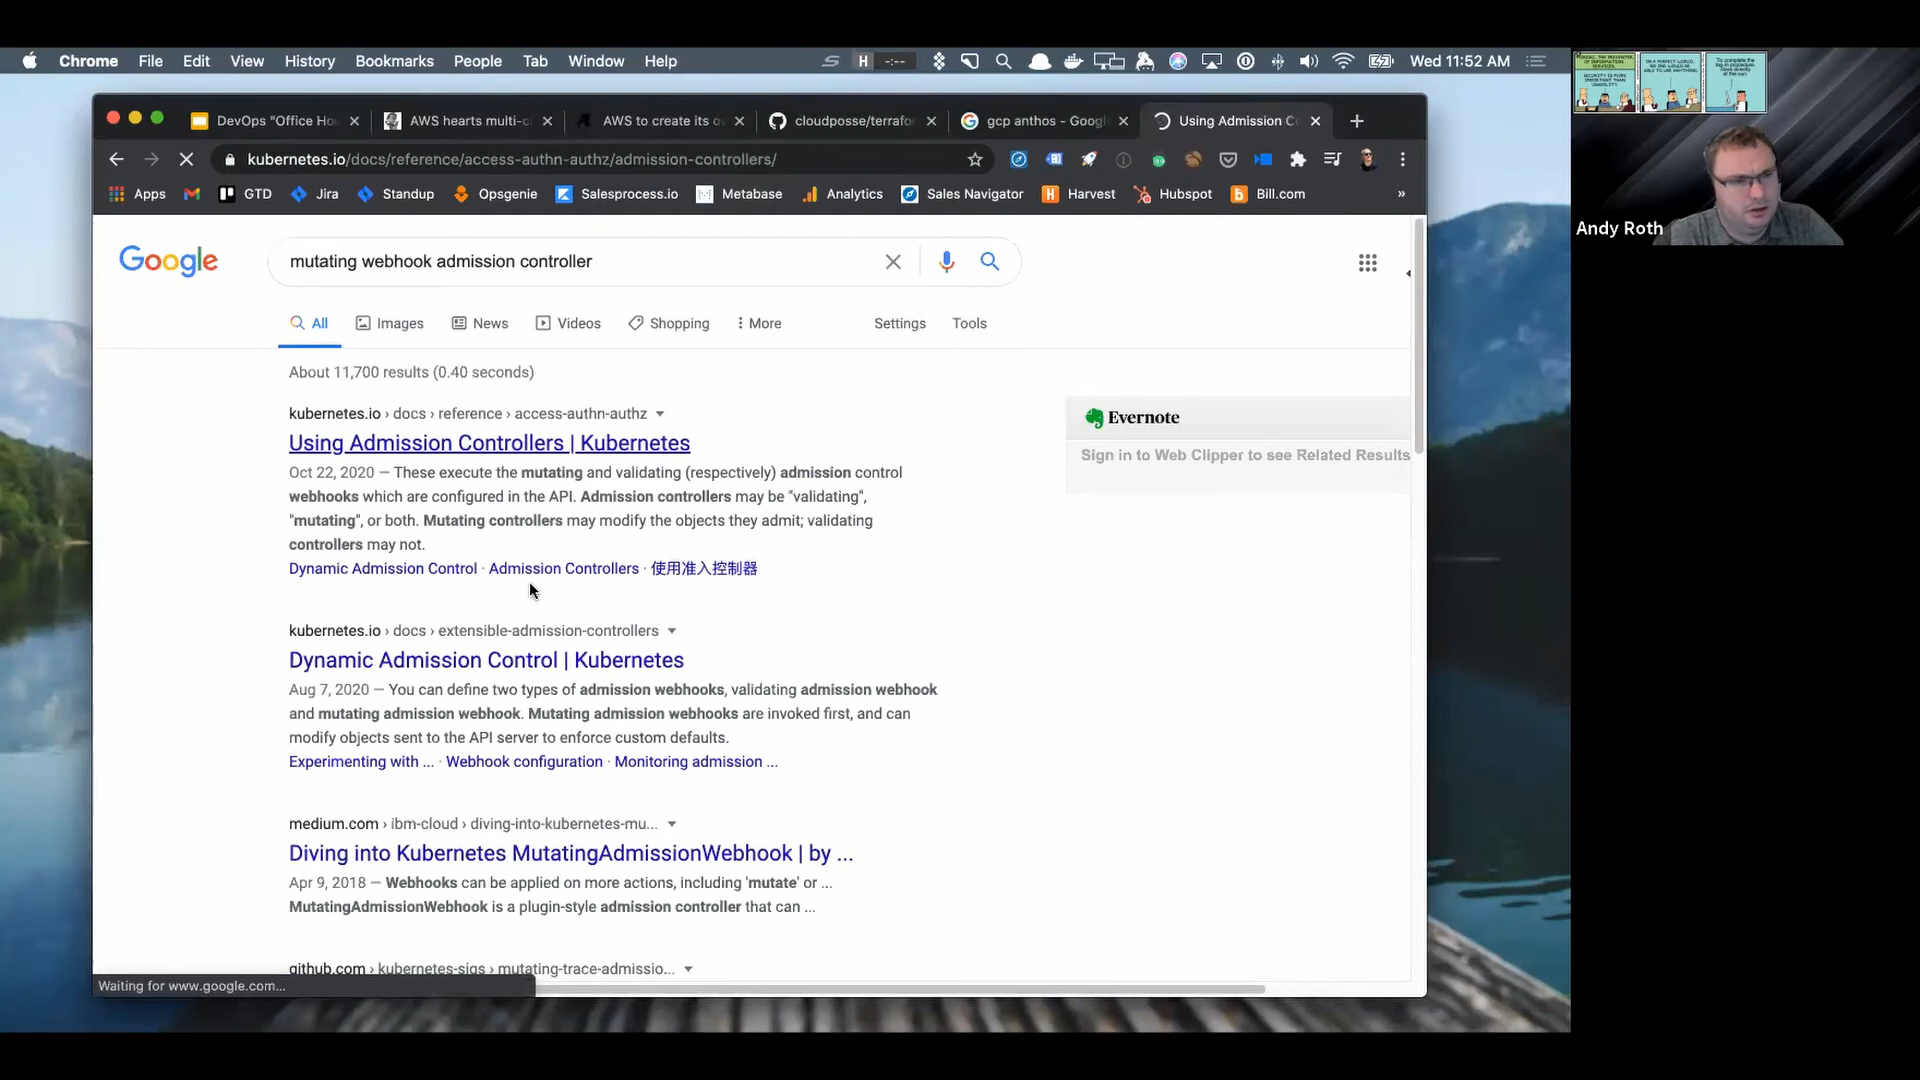 Chrome File Edit View History Bookmarks People Tab Window Help
H -:-- Wed 11:52 AM
DevOps "Office Ho
AWS hearts multi-c
AWS to create its o
cloudposse/terrafo
gcp anthos - Googl
Using Admission C
kubernetes.io/docs/reference/access-authn-authz/admission-controllers/
Apps GTD Jira Standup Opsgenie Salesprocess.io Metabase Analytics Sales Navigator Harvest Hubspot Bill.com »
Andy Roth
Google
mutating webhook admission controller
All Images News Videos Shopping More Settings Tools
About 11,700 results (0.40 seconds)
kubernetes.io › docs › reference › access-authn-authz
Using Admission Controllers | Kubernetes
Oct 22, 2020 — These execute the mutating and validating (respectively) admission control
webhooks which are configured in the API. Admission controllers may be "validating",
"mutating", or both. Mutating controllers may modify the objects they admit; validating
controllers may not.
Dynamic Admission Control · Admission Controllers · 使用准入控制器
Evernote
Sign in to Web Clipper to see Related Results
kubernetes.io › docs › extensible-admission-controllers
Dynamic Admission Control | Kubernetes
Aug 7, 2020 — You can define two types of admission webhooks, validating admission webhook
and mutating admission webhook. Mutating admission webhooks are invoked first, and can
modify objects sent to the API server to enforce custom defaults.
Experimenting with ... · Webhook configuration · Monitoring admission ...
medium.com › ibm-cloud › diving-into-kubernetes-mu...
Diving into Kubernetes MutatingAdmissionWebhook | by ...
Apr 9, 2018 — Webhooks can be applied on more actions, including 'mutate' or ...
MutatingAdmissionWebhook is a plugin-style admission controller that can ...
github.com › kubernetes-sigs › mutating-trace-admissio...
Waiting for www.google.com...